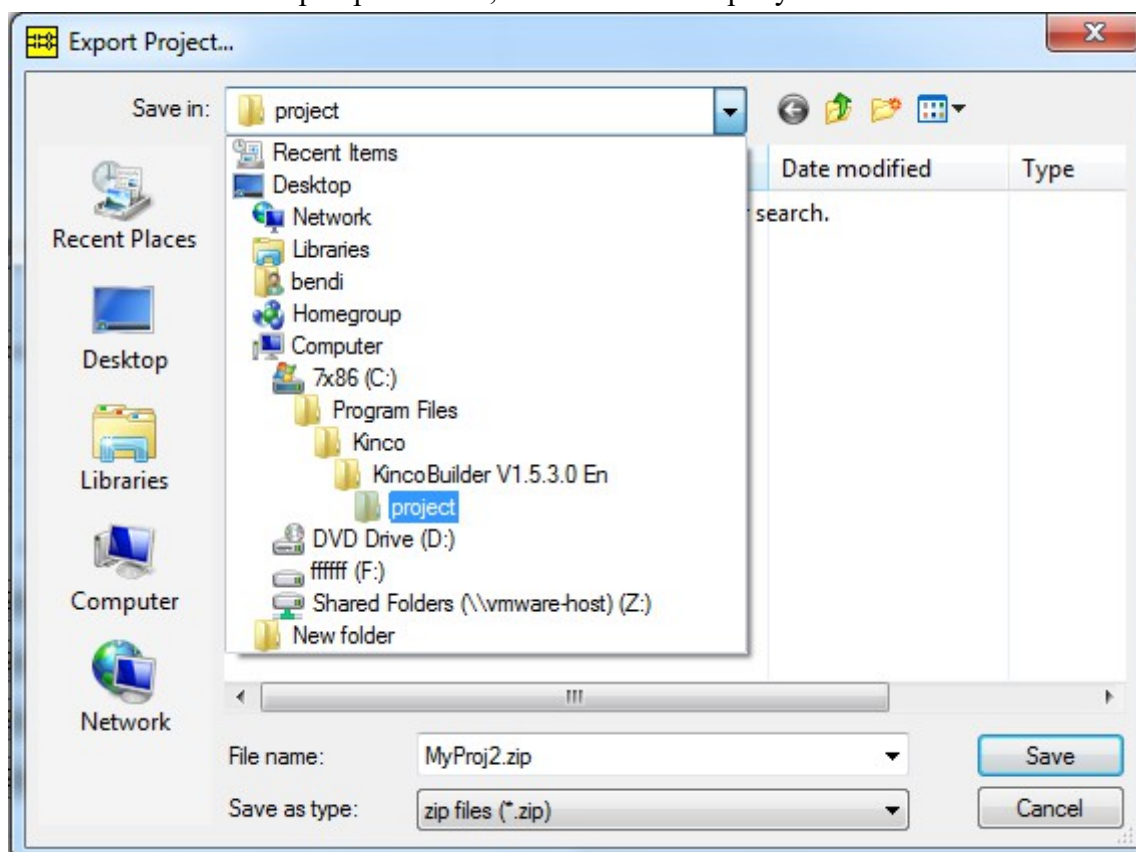 Export Project...
Save in:
project
Recent Items
Desktop
Network
Libraries
bendi
Homegroup
Computer
7x86 (C:)
Program Files
Kinco
KincoBuilder V1.5.3.0 En
project
DVD Drive (D:)
ffffff (F:)
Shared Folders (\\vmware-host) (Z:)
New folder
Date modified Type
search.
Recent Places
Desktop
Libraries
Computer
Network
File name: MyProj2.zip Save
Save as type: zip files (*.zip) Cancel